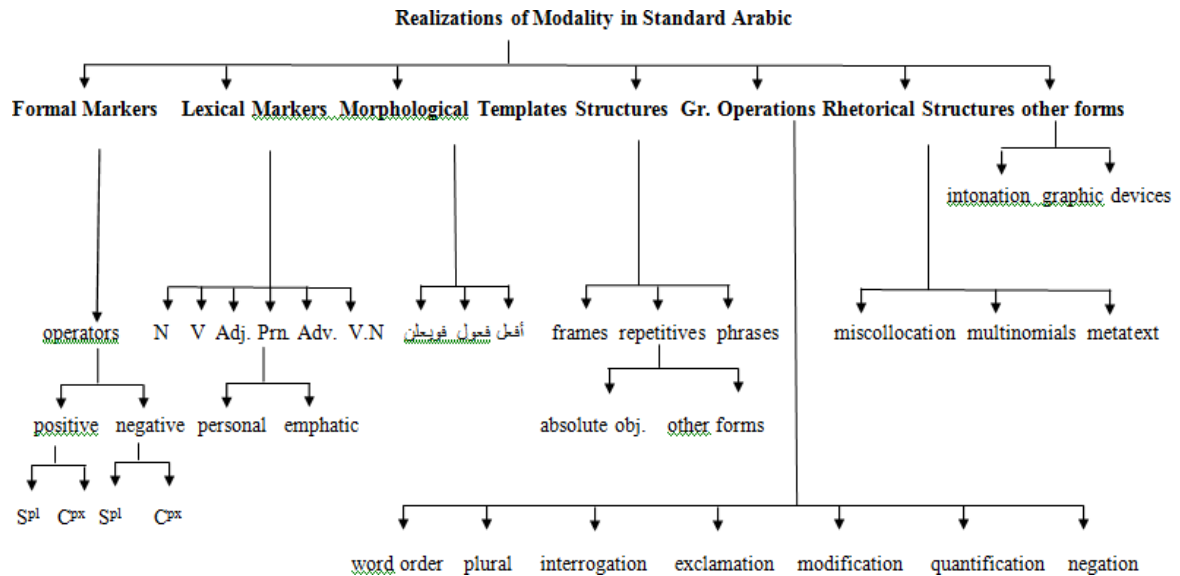 Realizations of Modality in Standard Arabic
Formal Markers Lexical Markers Morphological Templates Structures Gr. Operations Rhetorical Structures other forms
intonation graphic devices
operators N V Adj. Prn. Adv. V.N فويعلن فعول أفعل frames repetitives phrases miscollocation multinomials metatext
positive negative personal emphatic absolute obj. other forms
Spl Cpx Spl Cpx
word order plural interrogation exclamation modification quantification negation